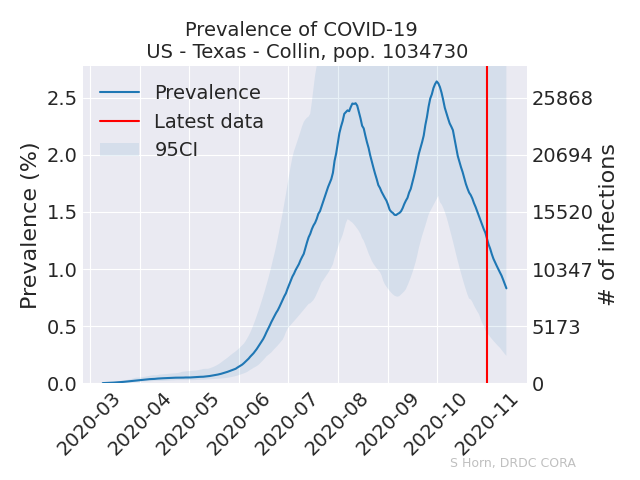 Prevalence of COVID-19
US - Texas - Collin, pop. 1034730
Prevalence (%)
2.5
2.0
1.5
1.0
0.5
0.0
Prevalence
Latest data
95CI
25868
20694
15520
10347
5173
0
# of infections
2020-03
2020-04
2020-05
2020-06
2020-07
2020-08
2020-09
2020-10
2020-11
S Horn, DRDC CORA